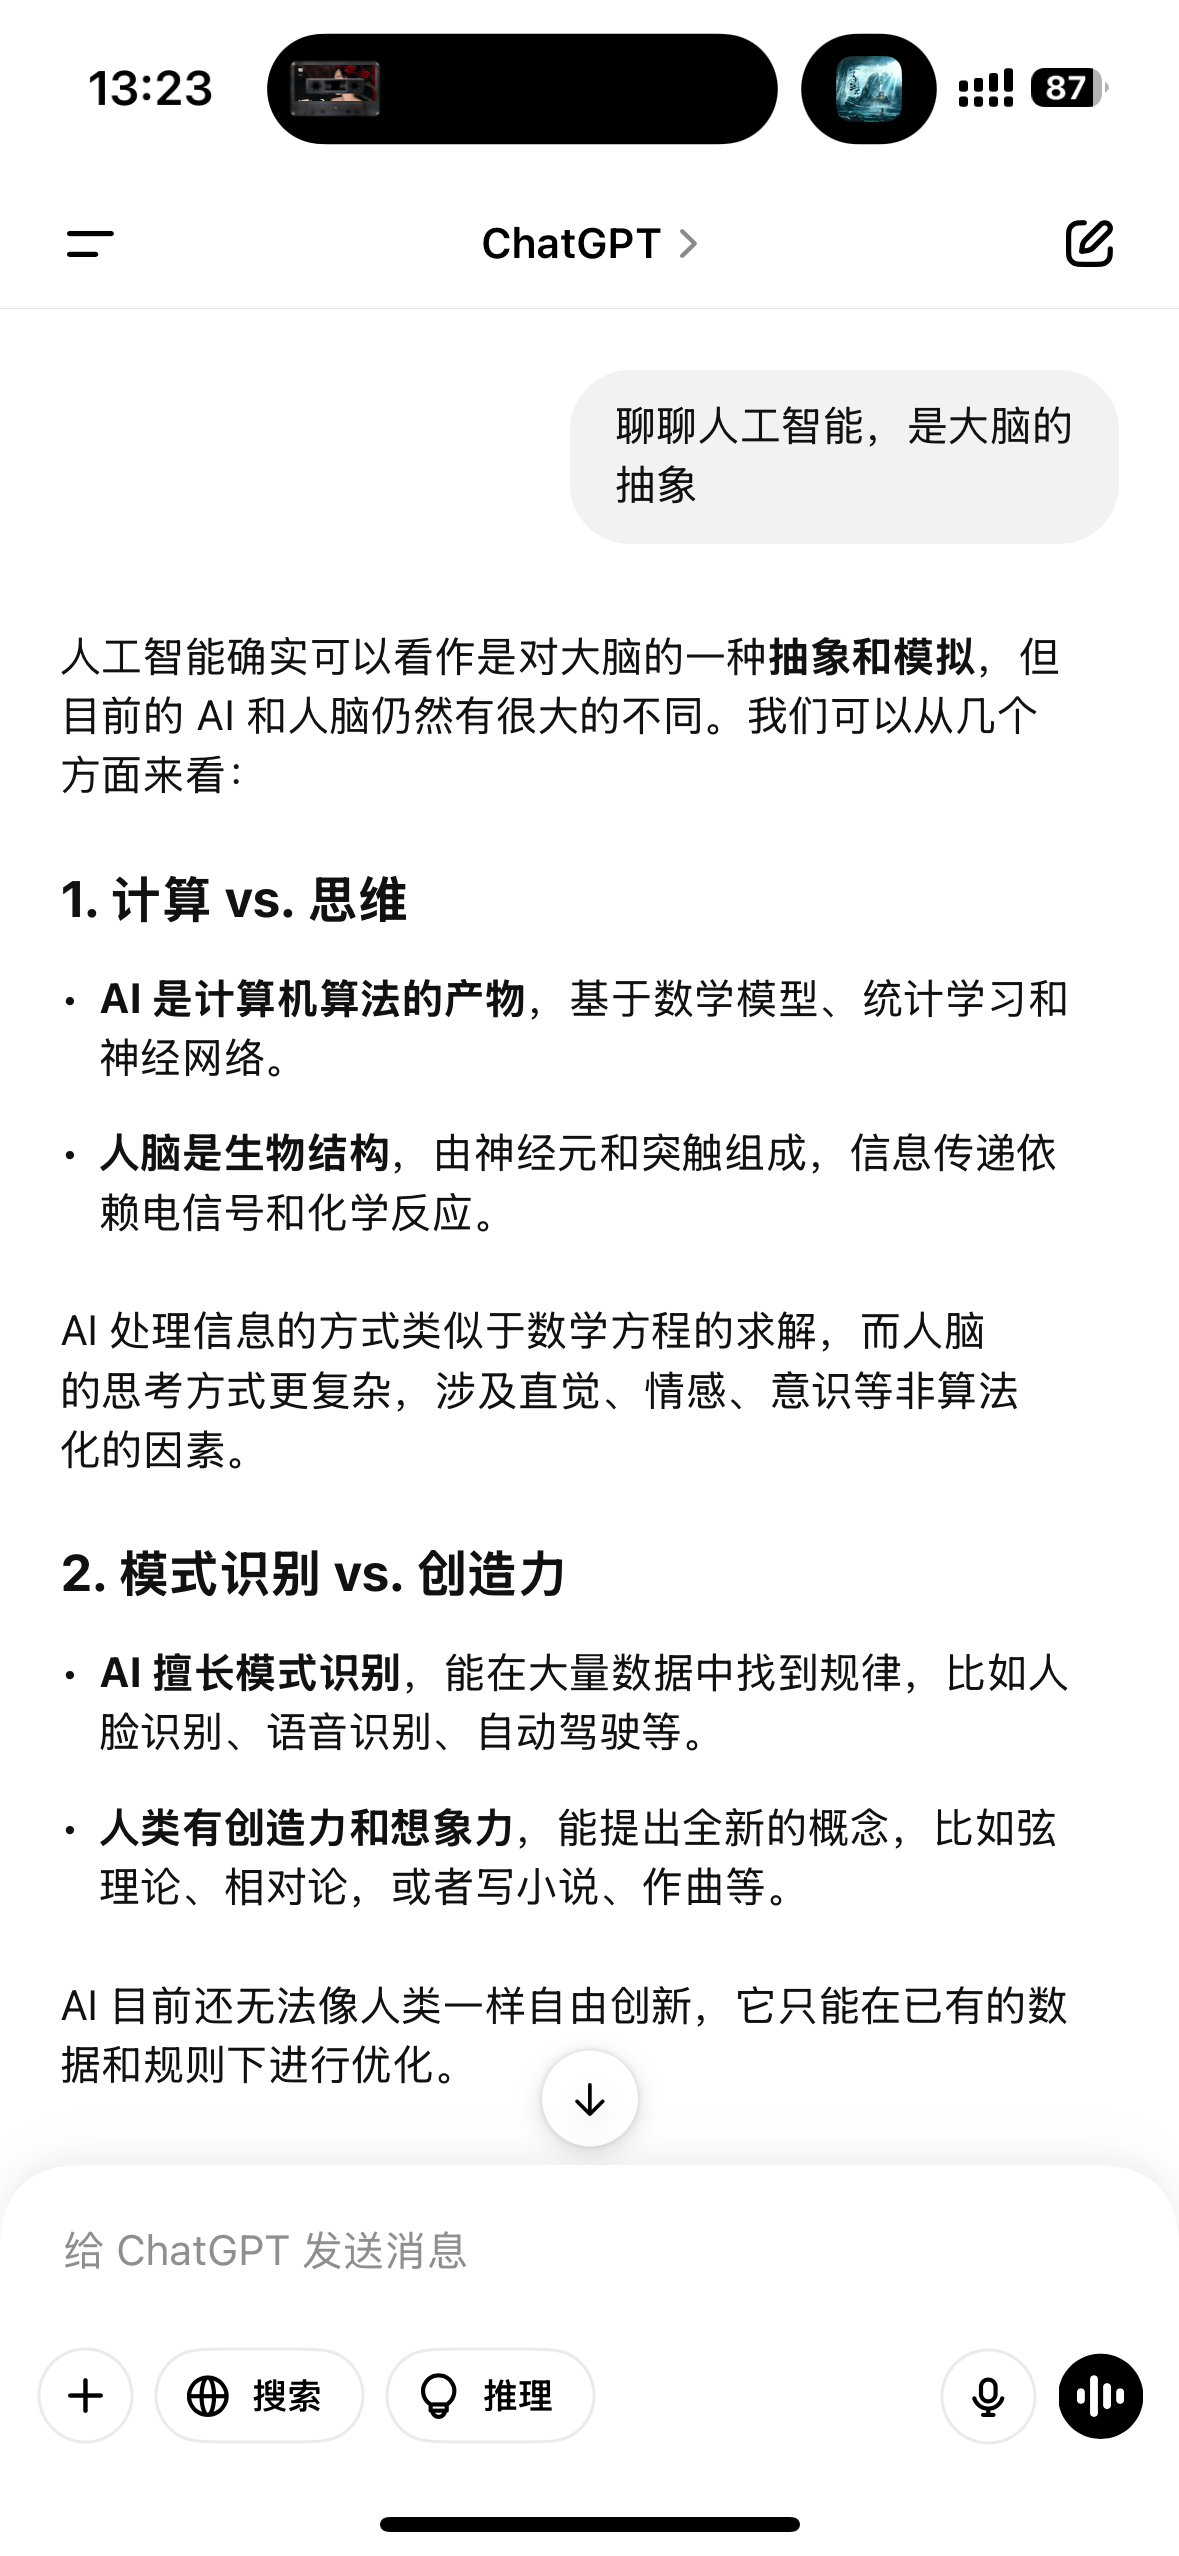 13:23
87
ChatGPT
聊聊人工智能，是大脑的
抽象
人工智能确实可以看作是对大脑的一种抽象和模拟，但
目前的 AI 和人脑仍然有很大的不同。我们可以从几个
方面来看：
1. 计算 vs. 思维
• AI 是计算机算法的产物，基于数学模型、统计学习和
神经网络。
• 人脑是生物结构，由神经元和突触组成，信息传递依
赖电信号和化学反应。
AI 处理信息的方式类似于数学方程的求解，而人脑
的思考方式更复杂，涉及直觉、情感、意识等非算法
化的因素。
2. 模式识别 vs. 创造力
• AI 擅长模式识别，能在大量数据中找到规律，比如人
脸识别、语音识别、自动驾驶等。
• 人类有创造力和想象力，能提出全新的概念，比如弦
理论、相对论，或者写小说、作曲等。
AI 目前还无法像人类一样自由创新，它只能在已有的数
据和规则下进行优化。
给 ChatGPT 发送消息
搜索
推理